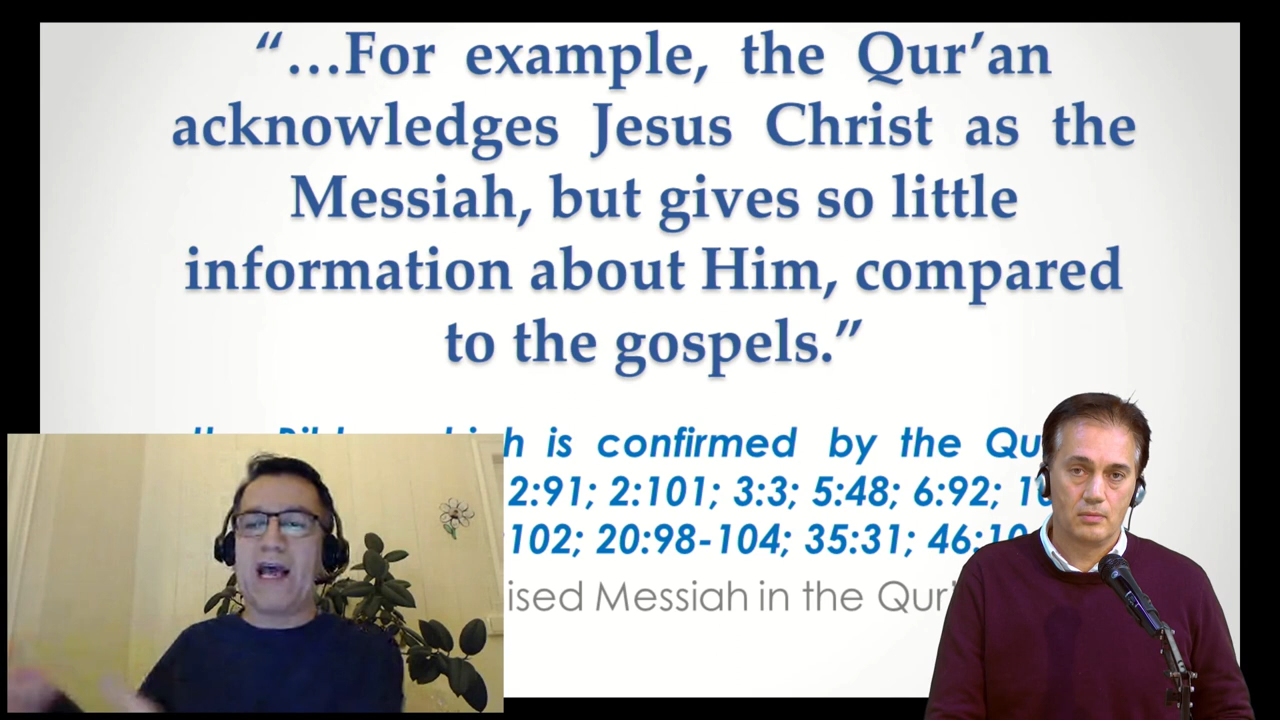 “…For example, the Qur’an
acknowledges Jesus Christ as the
Messiah, but gives so little
information about Him, compared
to the gospels.”
is confirmed by the
2:91; 2:101; 3:3; 5:48; 6:92;
20:98-104; 35:31;
Messiah in the